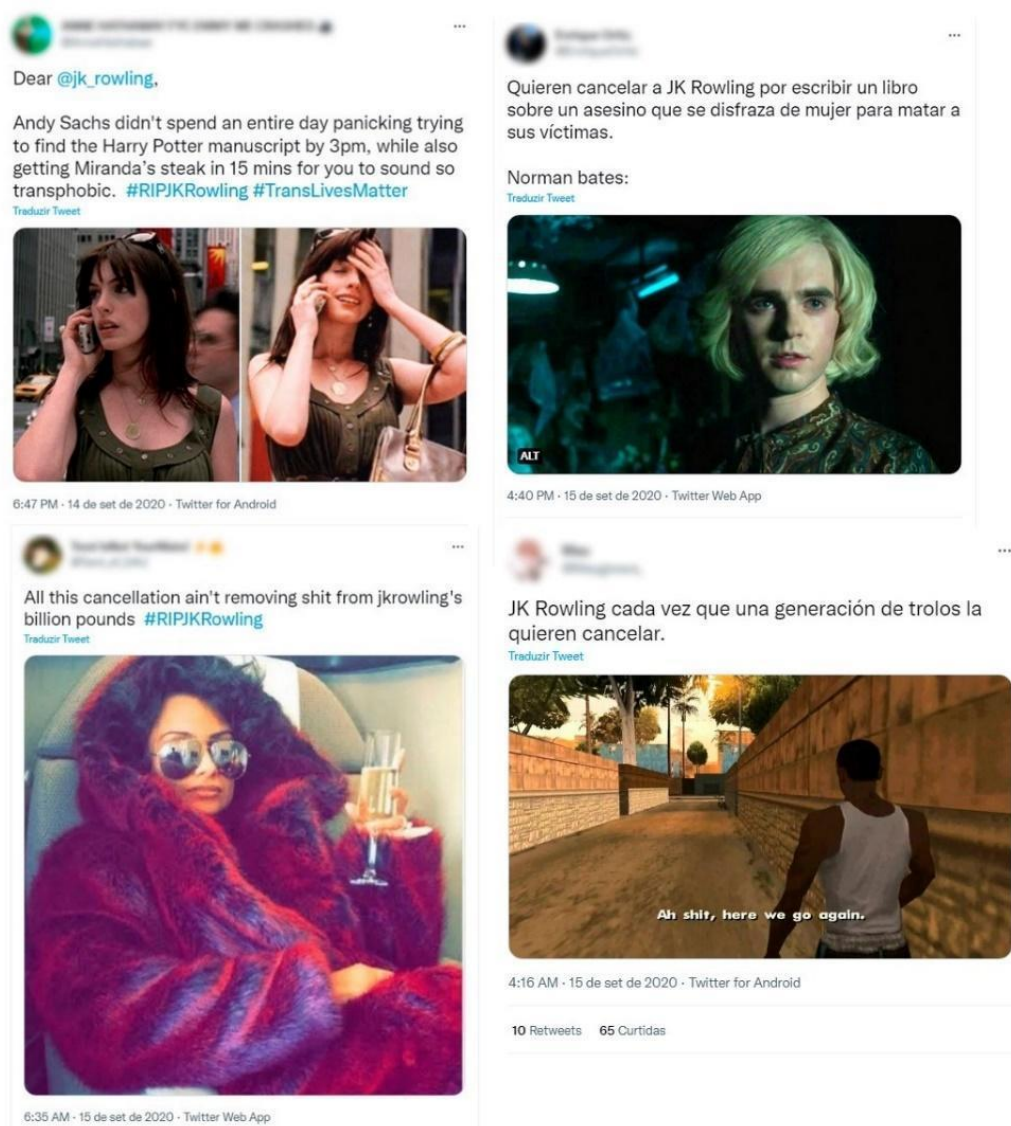 Dear @jk_rowling,
Andy Sachs didn't spend an entire day panicking trying
to find the Harry Potter manuscript by 3pm, while also
getting Miranda's steak in 15 mins for you to sound so
transphobic. #RIPJKRowling #TransLivesMatter
Traduzir Tweet
6:47 PM · 14 de set de 2020 · Twitter for Android
Quieren cancelar a JK Rowling por escribir un libro
sobre un asesino que se disfraza de mujer para matar a
sus víctimas.
Norman bates:
Traduzir Tweet
ALT
4:40 PM · 15 de set de 2020 · Twitter Web App
All this cancellation ain't removing shit from jkrowling's
billion pounds #RIPJKRowling
Traduzir Tweet
6:35 AM · 15 de set de 2020 · Twitter Web App
JK Rowling cada vez que una generación de trolos la
quieren cancelar.
Traduzir Tweet
Ah shit, here we go again.
4:16 AM · 15 de set de 2020 · Twitter for Android
10 Retweets 65 Curtidas